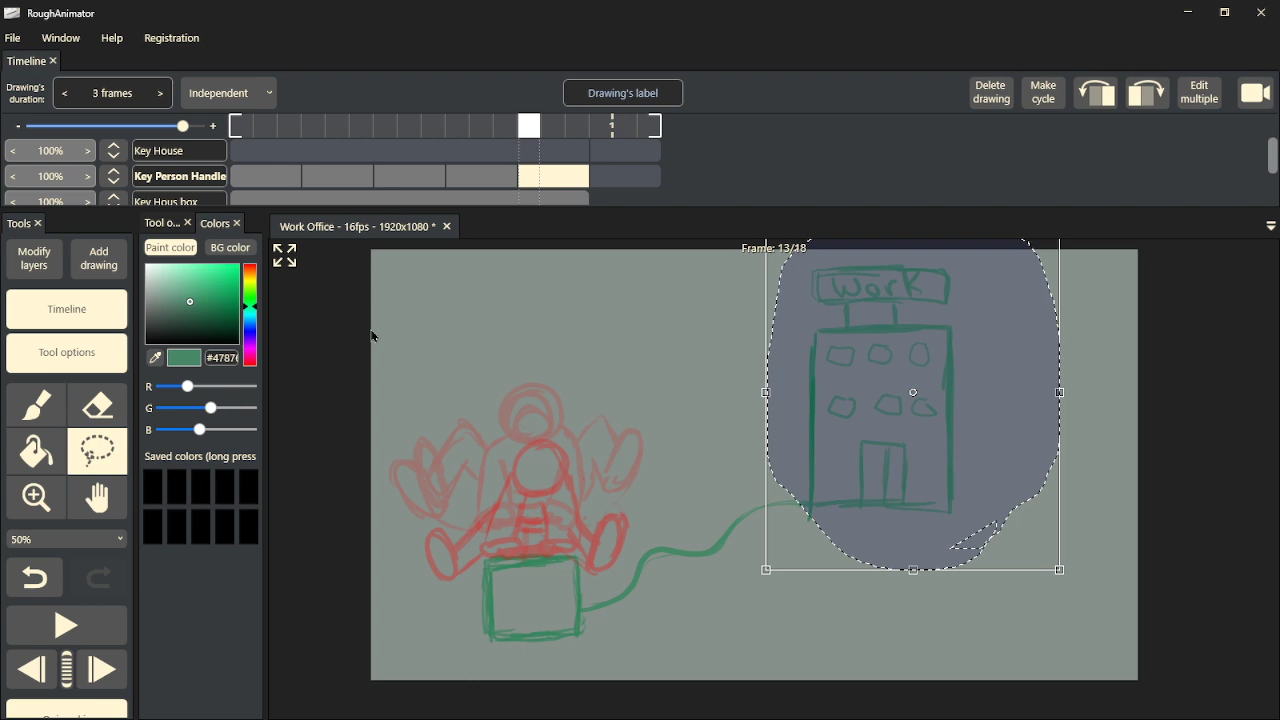 RoughAnimator
File Window Help Registration
Timeline
Drawing's duration: < 3 frames > Independent Drawing's label Delete drawing Make cycle Edit multiple
- + 1
< 100% > Key House
< 100% > Key Person Handle
< 100% > Key Hous box
Tools Tool o... Colors Work Office - 16fps - 1920x1080 *
Modify layers Add drawing Paint color BG color Frame: 13/18
Work
Timeline
Tool options
#4787
R
G
B
Saved colors (long press
50%